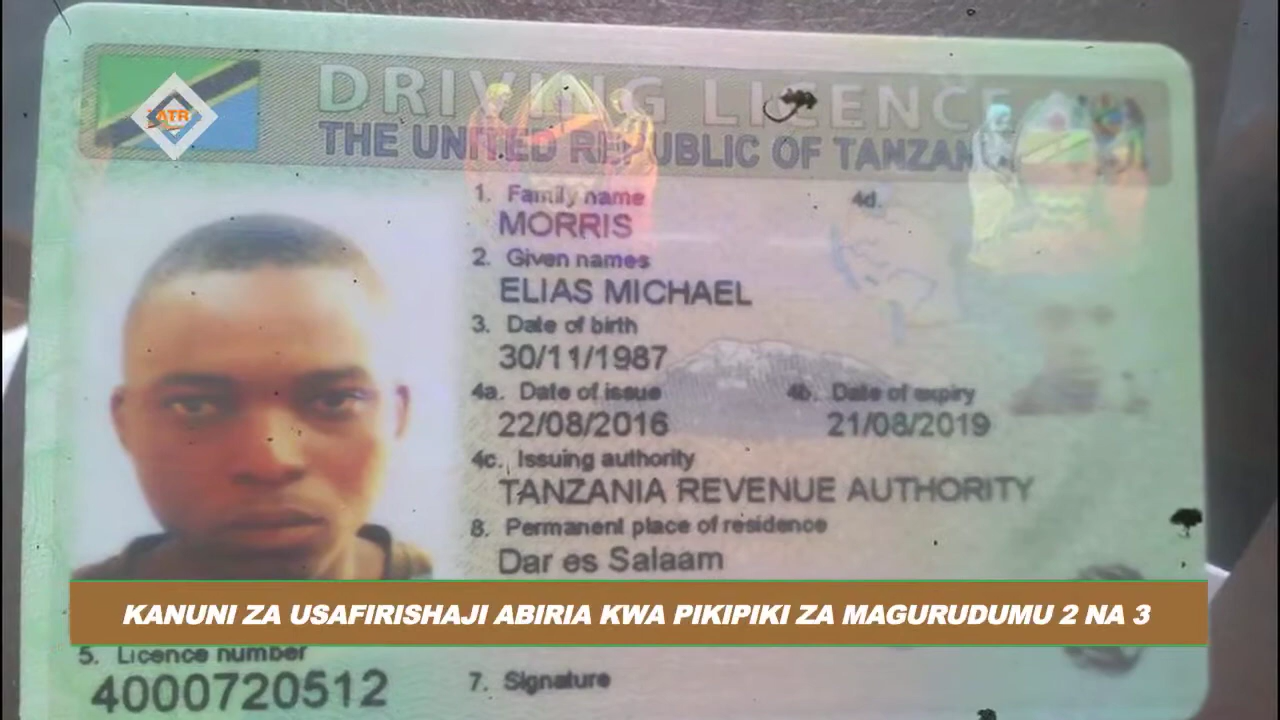 ATR
DRIVING LICENCE
THE UNITED REPUBLIC OF TANZAN
1. Family name
MORRIS
4d.
2. Given names
ELIAS MICHAEL
3. Date of birth
30/11/1987
4a. Date of issue
4b. Date of expiry
22/08/2016
21/08/2019
4c. Issuing authority
TANZANIA REVENUE AUTHORITY
8. Permanent place of residence
Dar es Salaam
KANUNI ZA USAFIRISHAJI ABIRIA KWA PIKIPIKI ZA MAGURUDUMU 2 NA 3
5. Licence number
4000720512
7. Signature